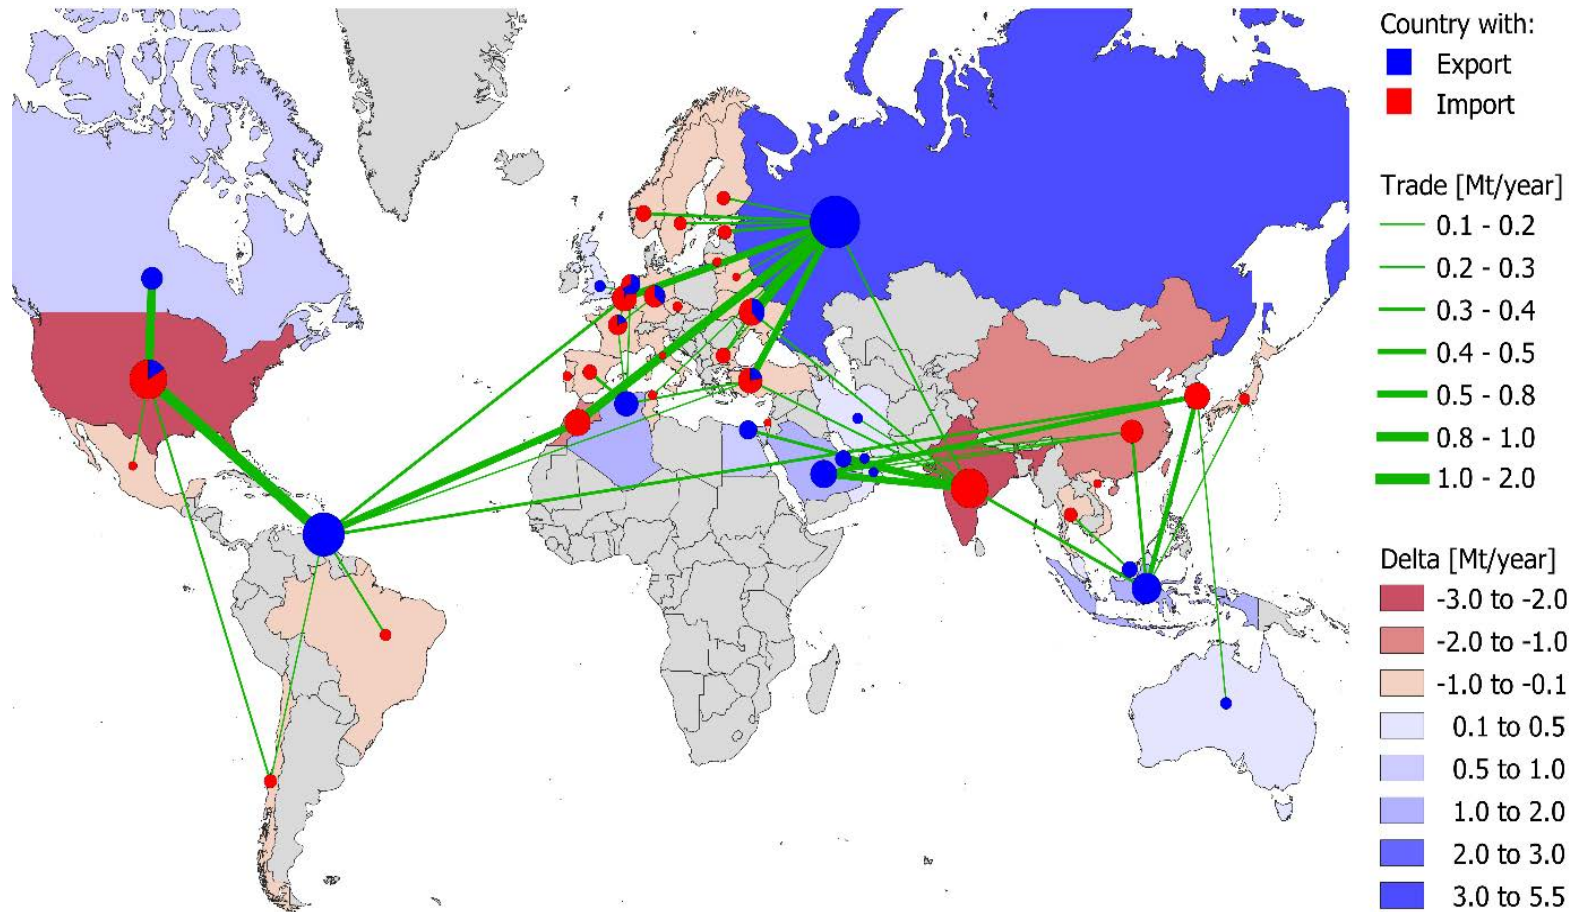 Country with:
Export
Import
Trade [Mt/year]
0.1 - 0.2
0.2 - 0.3
0.3 - 0.4
0.4 - 0.5
0.5 - 0.8
0.8 - 1.0
1.0 - 2.0
Delta [Mt/year]
-3.0 to -2.0
-2.0 to -1.0
-1.0 to -0.1
0.1 to 0.5
0.5 to 1.0
1.0 to 2.0
2.0 to 3.0
3.0 to 5.5